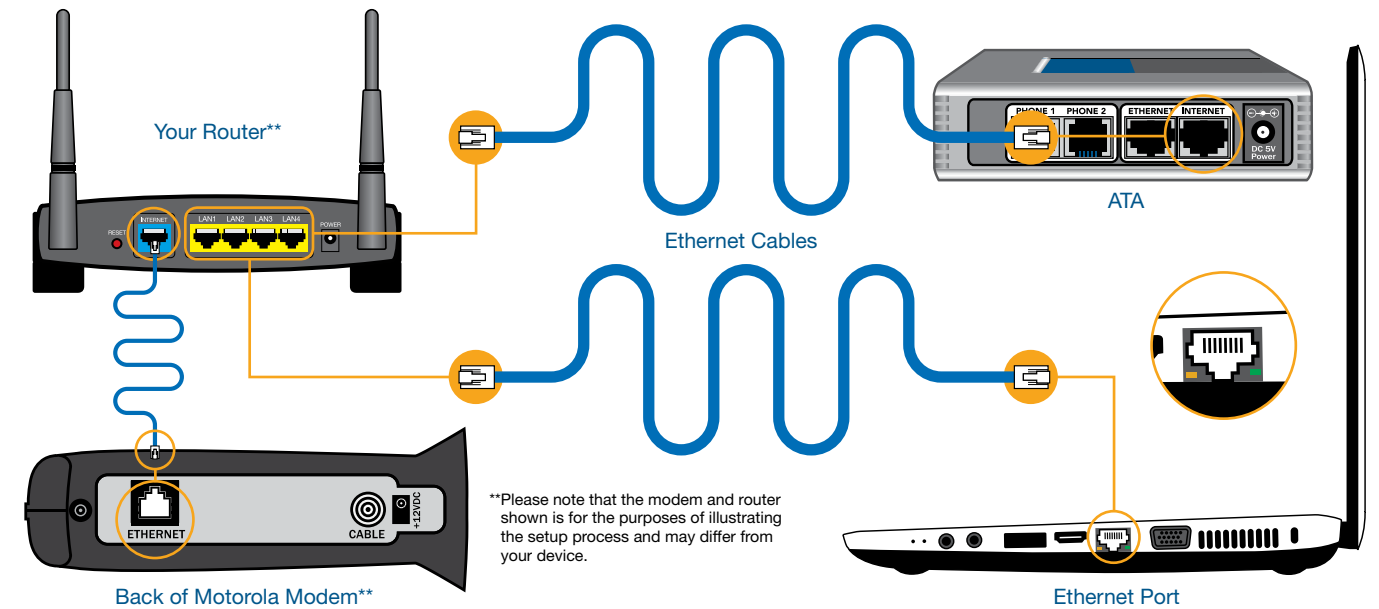 Your Router**
RESET
INTERNET
LAN1 LAN2 LAN3 LAN4
POWER
Ethernet Cables
PHONE 1 PHONE 2 ETHERNET INTERNET
DC 5V
Power
ATA
ETHERNET
CABLE
+12VDC
Back of Motorola Modem**
**Please note that the modem and router
shown is for the purposes of illustrating
the setup process and may differ from
your device.
Ethernet Port